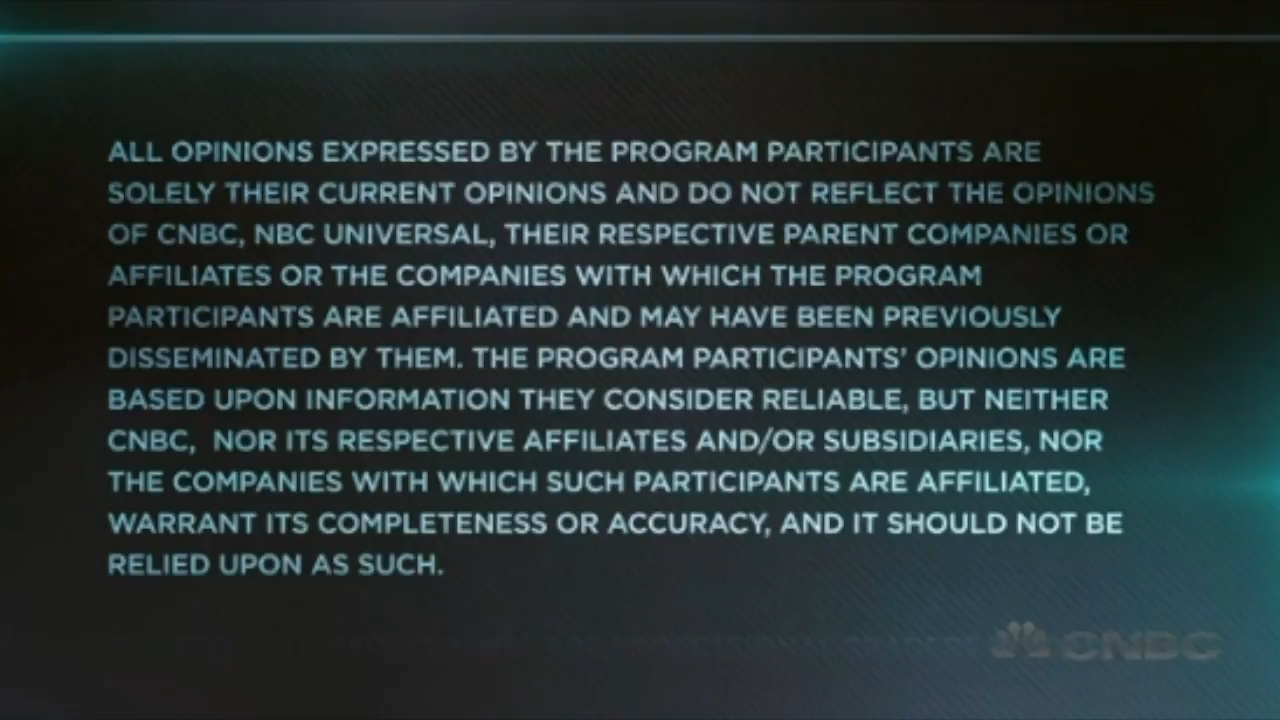 ALL OPINIONS EXPRESSED BY THE PROGRAM PARTICIPANTS ARE
SOLELY THEIR CURRENT OPINIONS AND DO NOT REFLECT THE OPINIONS
OF CNBC, NBC UNIVERSAL, THEIR RESPECTIVE PARENT COMPANIES OR
AFFILIATES OR THE COMPANIES WITH WHICH THE PROGRAM
PARTICIPANTS ARE AFFILIATED AND MAY HAVE BEEN PREVIOUSLY
DISSEMINATED BY THEM. THE PROGRAM PARTICIPANTS' OPINIONS ARE
BASED UPON INFORMATION THEY CONSIDER RELIABLE, BUT NEITHER
CNBC,  NOR ITS RESPECTIVE AFFILIATES AND/OR SUBSIDIARIES, NOR
THE COMPANIES WITH WHICH SUCH PARTICIPANTS ARE AFFILIATED,
WARRANT ITS COMPLETENESS OR ACCURACY, AND IT SHOULD NOT BE
RELIED UPON AS SUCH.
CNBC